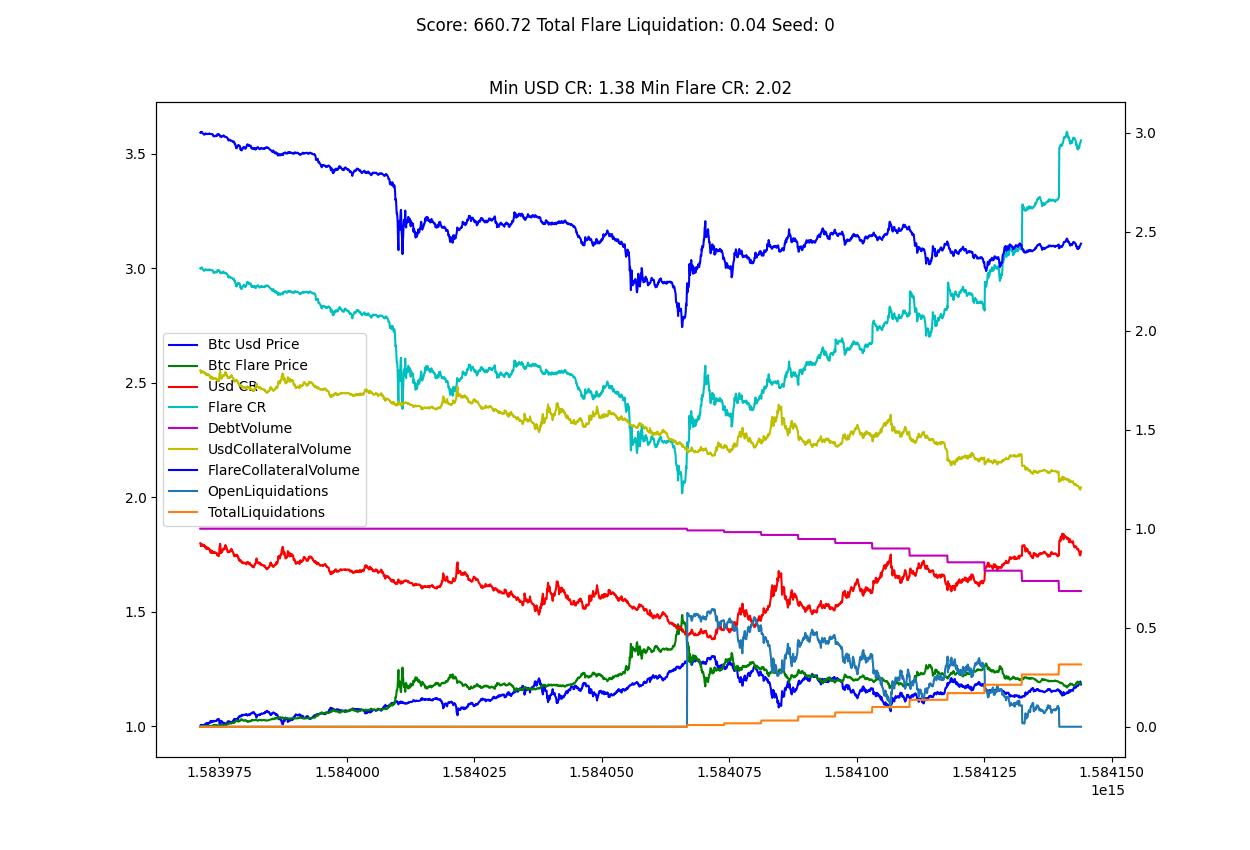 Score: 660.72 Total Flare Liquidation: 0.04 Seed: 0
Min USD CR: 1.38 Min Flare CR: 2.02
3.5
3.0
2.5
2.0
1.5
1.0
3.0
2.5
2.0
1.5
1.0
0.5
0.0
Btc Usd Price
Btc Flare Price
Usd CR
Flare CR
DebtVolume
UsdCollateralVolume
FlareCollateralVolume
OpenLiquidations
TotalLiquidations
1.583975 1.584000 1.584025 1.584050 1.584075 1.584100 1.584125 1.584150
1e15